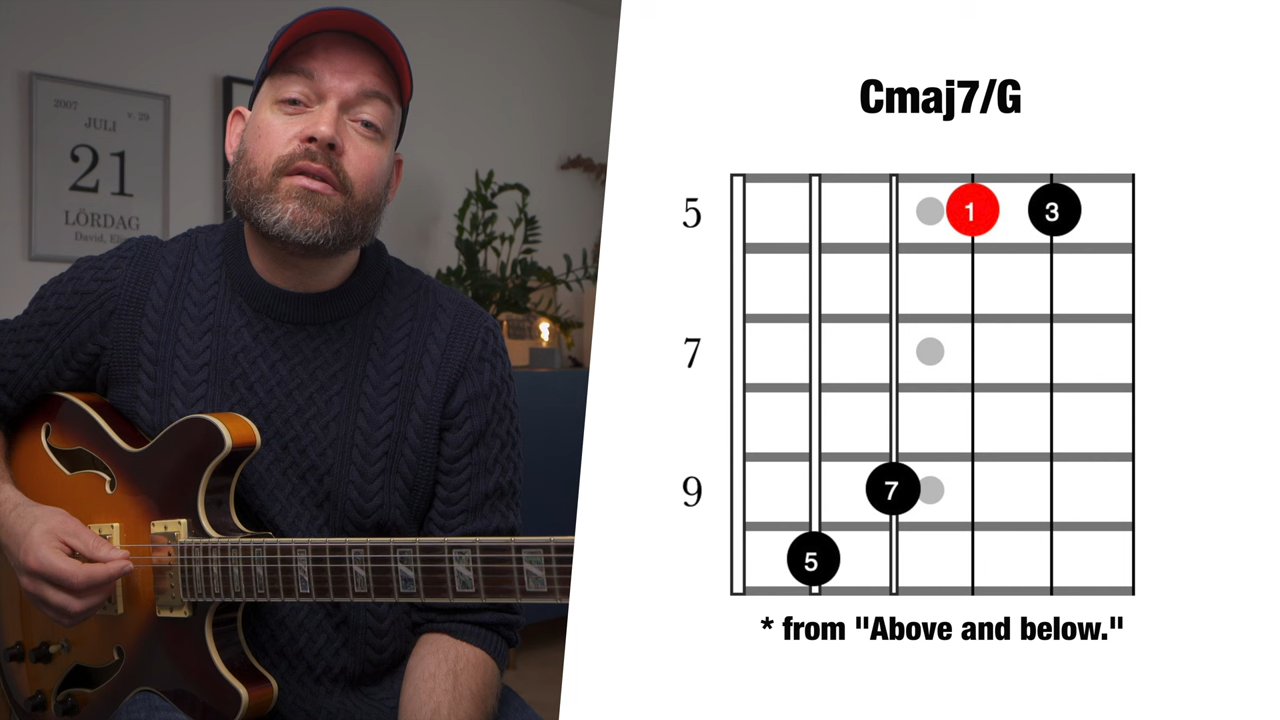 2007
v. 29
JULI
21
LÖRDAG
Cmaj7/G
5
1
3
7
9
7
5
* from "Above and below."